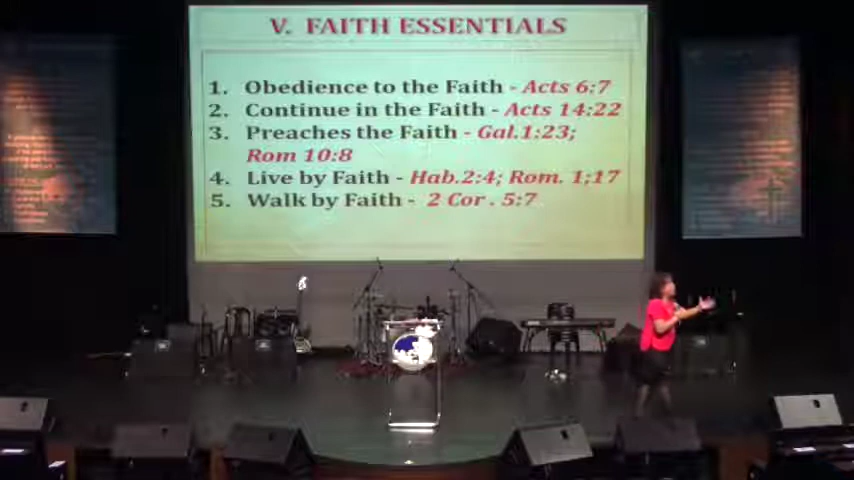 V. FAITH ESSENTIALS
1. Obedience to the Faith - Acts 6:7
2. Continue in the Faith - Acts 14:22
3. Preaches the Faith - Gal.1:23;
Rom 10:8
4. Live by Faith - Hab.2:4; Rom. 1;17
5. Walk by Faith - 2 Cor . 5:7